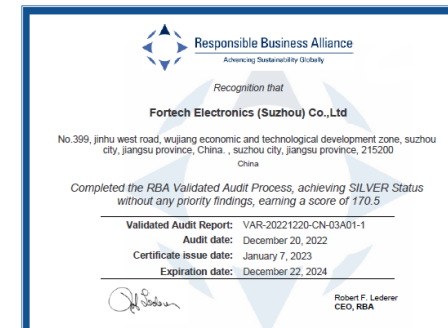 Responsible Business Alliance
Advancing Sustainability Globally
Recognition that
Fortech Electronics (Suzhou) Co.,Ltd
No.399, jinhu west road, wujiang economic and technological development zone, suzhou
city, jiangsu province, China. , suzhou city, jiangsu province, 215200
China
Completed the RBA Validated Audit Process, achieving SILVER Status
without any priority findings, earning a score of 170.5
Validated Audit Report: VAR-20221220-CN-03A01-1
Audit date: December 20, 2022
Certificate issue date: January 7, 2023
Expiration date: December 22, 2024
Robert F. Lederer
CEO, RBA